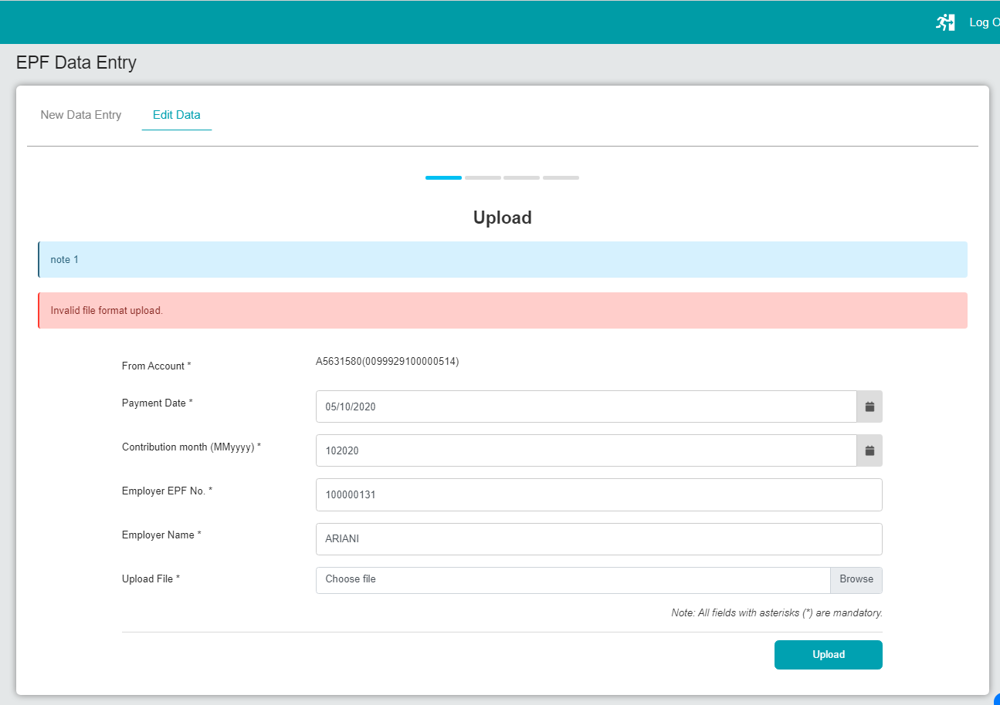 Log O
EPF Data Entry
New Data Entry
Edit Data
Upload
note 1
Invalid file format upload.
From Account *
A5631580(0099929100000514)
Payment Date *
05/10/2020
Contribution month (MMyyyy) *
102020
Employer EPF No. *
100000131
Employer Name *
ARIANI
Upload File *
Choose file
Browse
Note: All fields with asterisks (*) are mandatory.
Upload